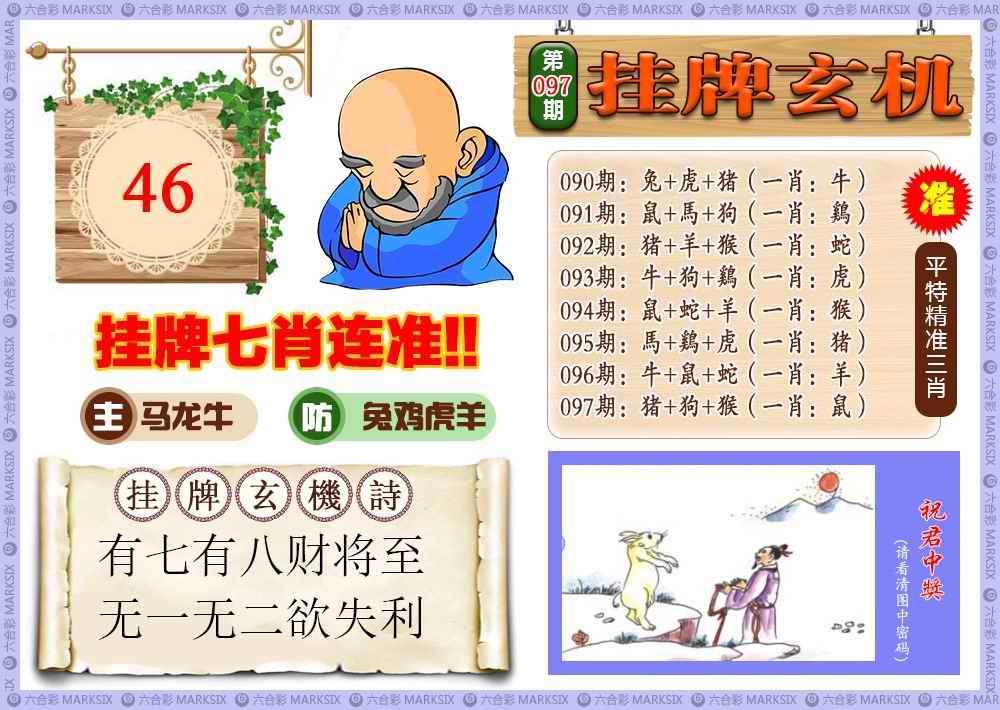 六合彩 MARKSIX
第
097
期
挂牌玄机
46
挂牌七肖连准!!
主 马龙牛
防 兔鸡虎羊
挂牌玄機詩
有七有八财将至
无一无二欲失利
090期：兔+虎+猪（一肖：牛）
091期：鼠+馬+狗（一肖：鷄）
092期：猪+羊+猴（一肖：蛇）
093期：牛+狗+鷄（一肖：虎）
094期：鼠+蛇+羊（一肖：猴）
095期：馬+鷄+虎（一肖：猪）
096期：牛+鼠+蛇（一肖：羊）
097期：猪+狗+猴（一肖：鼠）
准
平特精准三肖
祝君中獎
(请看清图中密码)